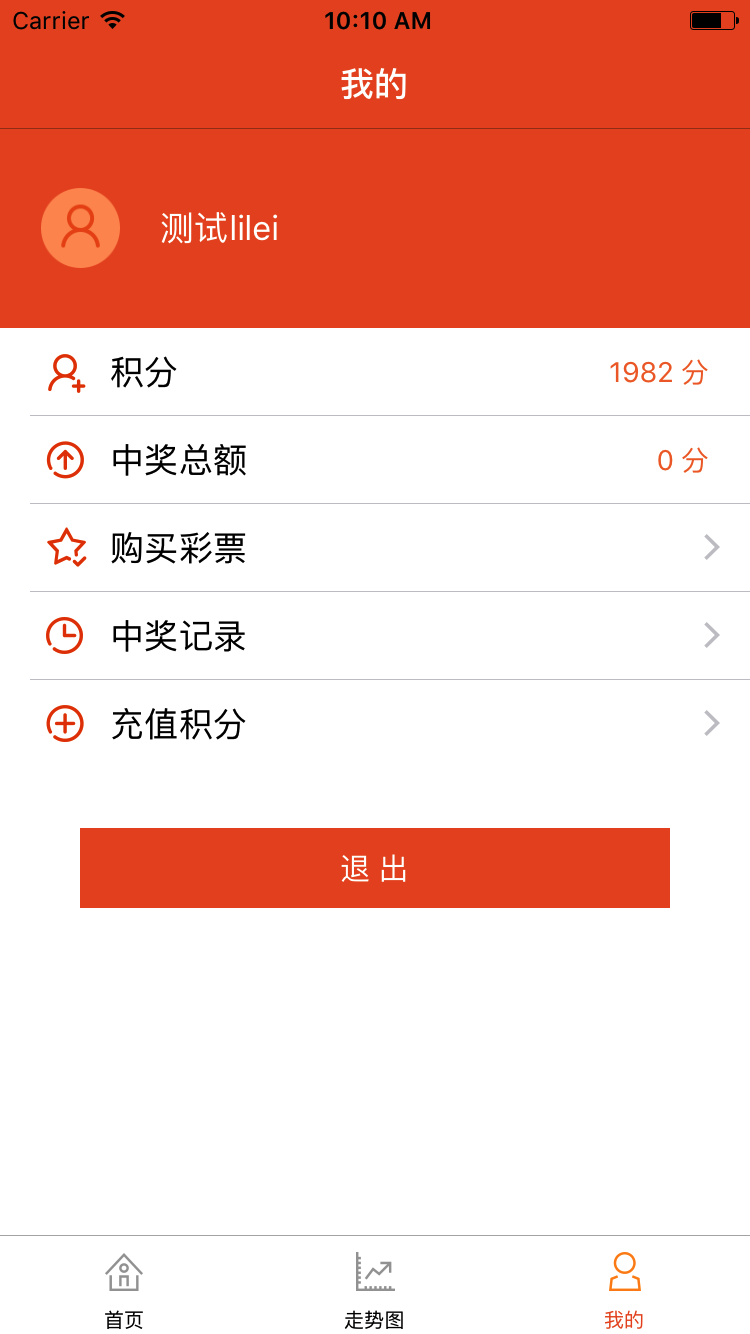 Carrier 10:10 AM
我的
测试lilei
积分 1982 分
中奖总额 0 分
购买彩票
中奖记录
充值积分
退 出
首页 走势图 我的